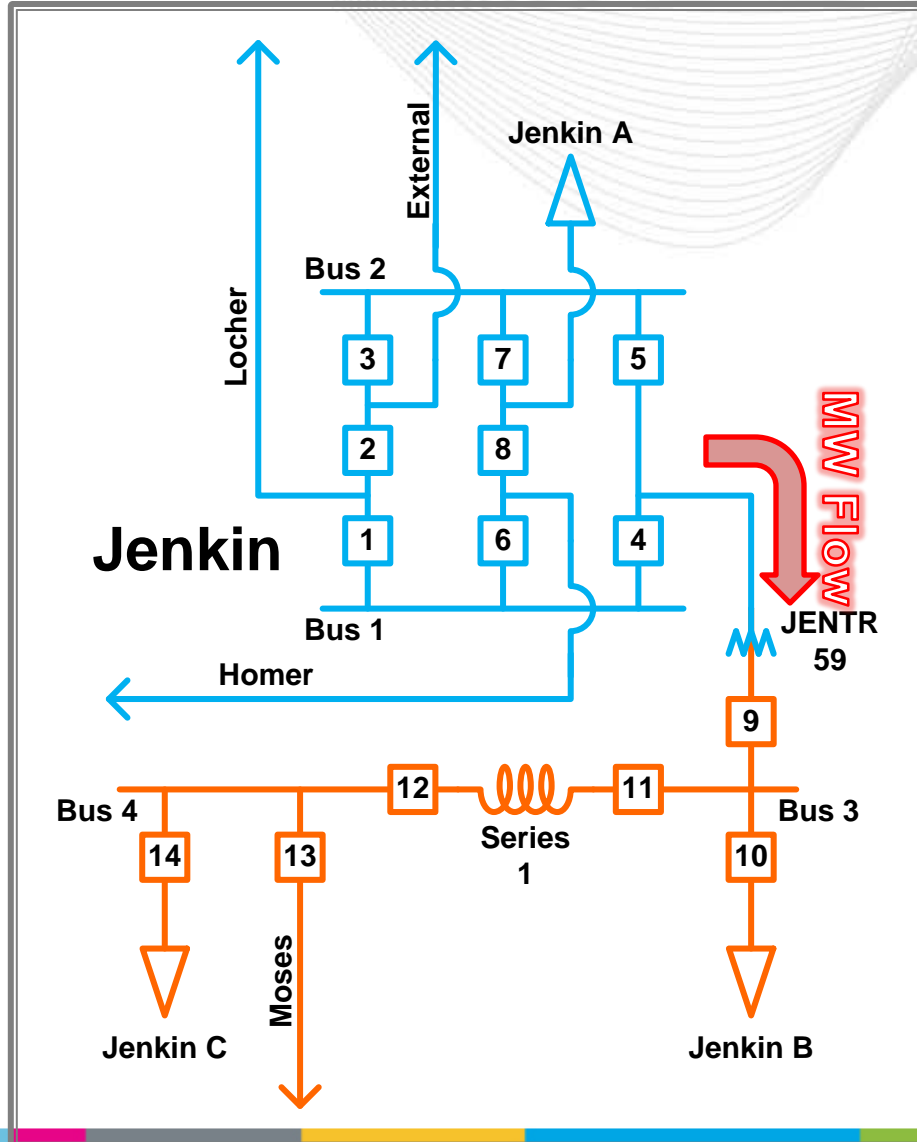 Jenkin A
External
Locher
Bus 2
3
7
5
2
8
MW Flow
Jenkin
1
6
4
Bus 1
JENTR
59
Homer
9
12
11
Bus 4
Series
1
Bus 3
14
13
10
Moses
Jenkin C
Jenkin B